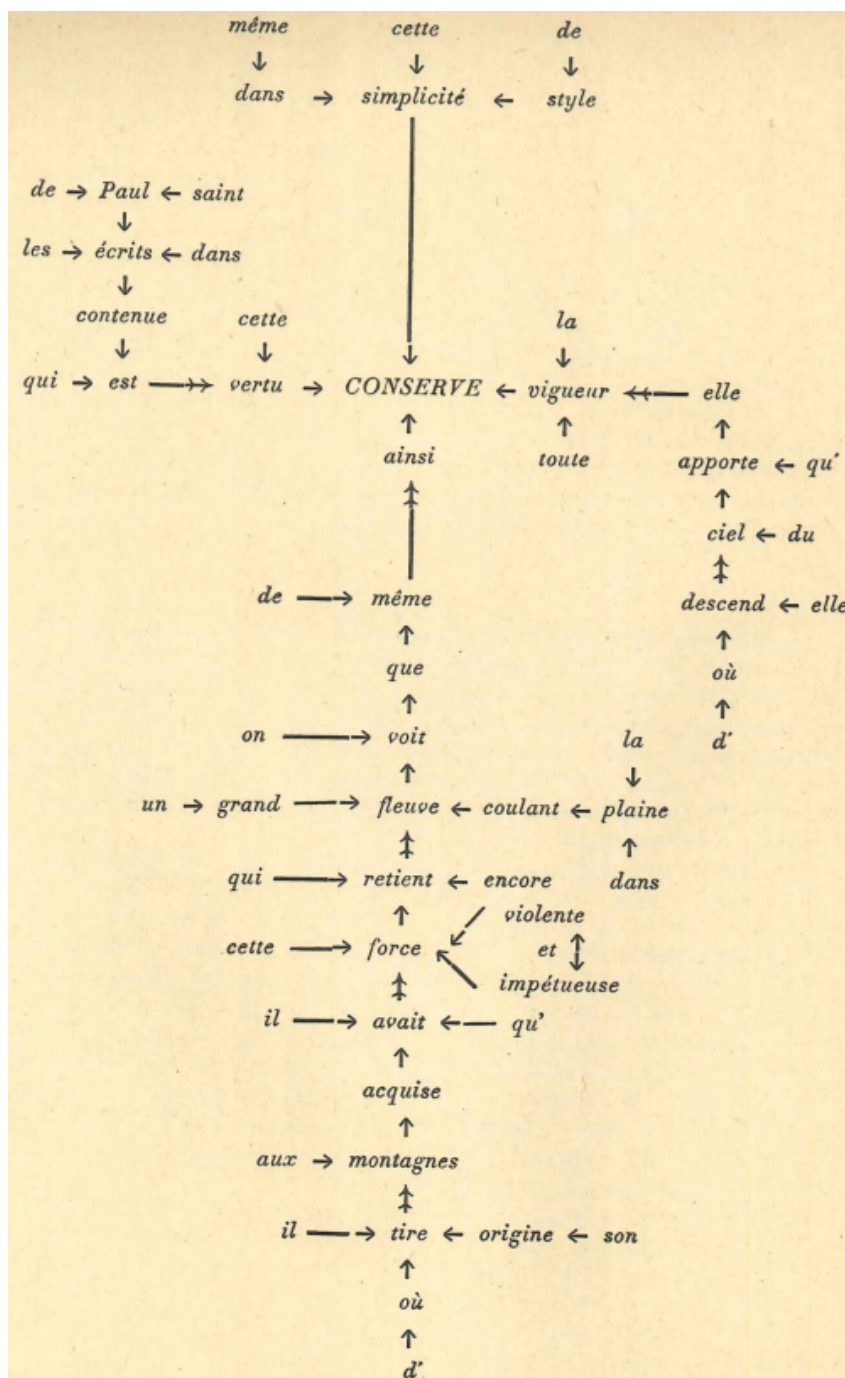 même cette de
dans simplicité style
de Paul saint
les écrits dans
contenue cette la
qui est vertu CONSERVE vigueur elle
ainsi toute apporte qu'
ciel du
de même descend elle
que où
on voit la d'
un grand fleuve coulant plaine
qui retient encore dans
violente
cette force et
impétueuse
il avait qu'
acquise
aux montagnes
il tire origine son
où
d'